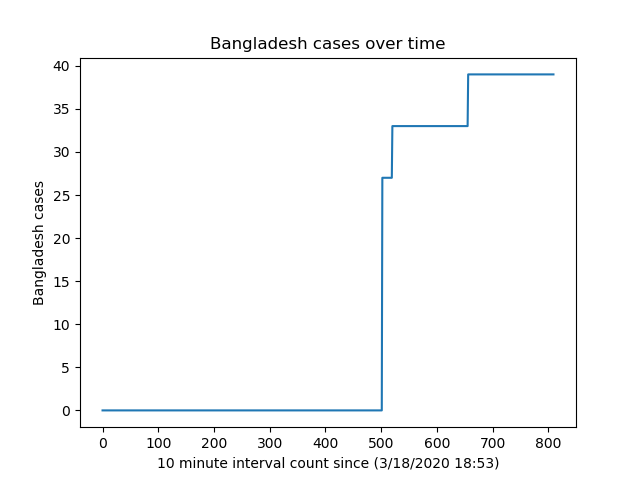 Bangladesh cases over time
40
35
30
25
20
15
10
5
0
Bangladesh cases
0 100 200 300 400 500 600 700 800
10 minute interval count since (3/18/2020 18:53)